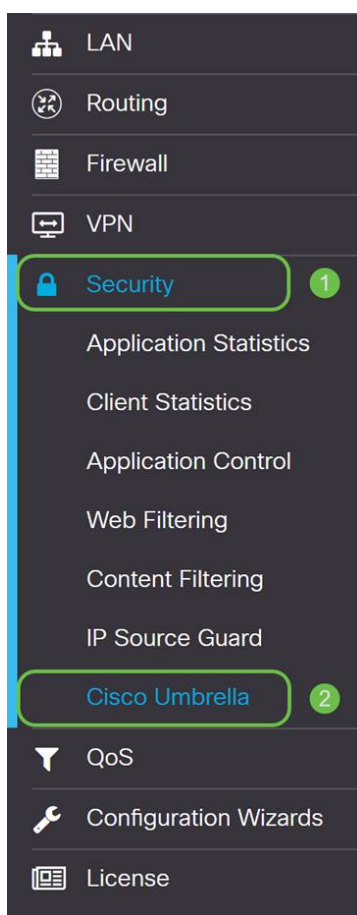 LAN
Routing
Firewall
VPN
Security 1
Application Statistics
Client Statistics
Application Control
Web Filtering
Content Filtering
IP Source Guard
Cisco Umbrella 2
QoS
Configuration Wizards
License